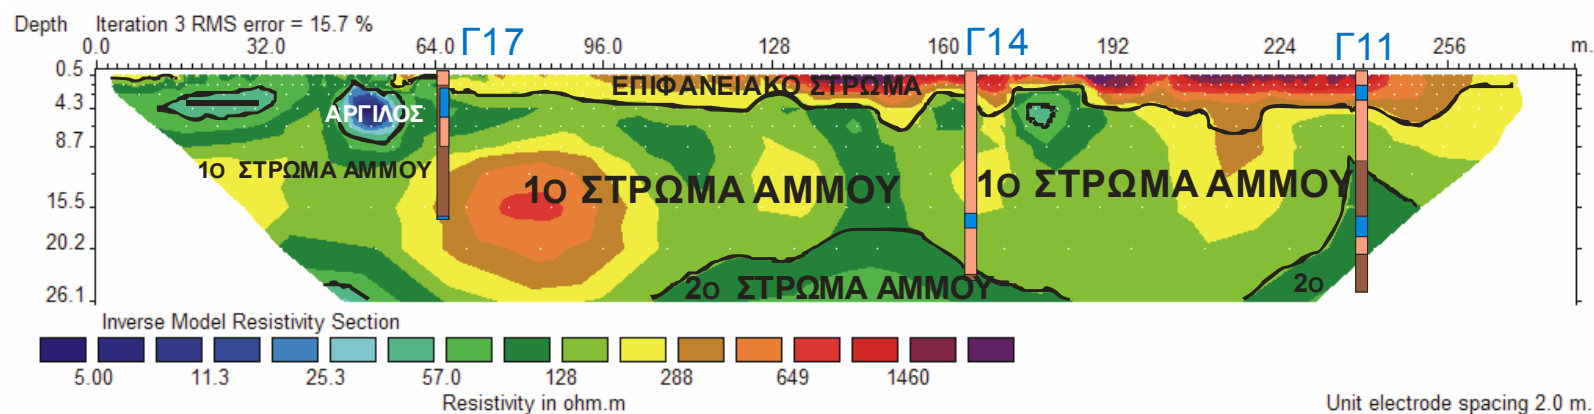 Depth Iteration 3 RMS error = 15.7 %
0.0 32.0 64.0 Γ17 96.0 128 160 Γ14 192 224 Γ11 256 m.
0.5
ΕΠΙΦΑΝΕΙΑΚΟ ΣΤΡΩΜΑ
4.3
ΑΡΓΙΛΟΣ
8.7
1Ο ΣΤΡΩΜΑ ΑΜΜΟΥ
1Ο ΣΤΡΩΜΑ ΑΜΜΟΥ
1Ο ΣΤΡΩΜΑ ΑΜΜΟΥ
15.5
20.2
2Ο ΣΤΡΩΜΑ ΑΜΜΟΥ
2Ο
26.1
Inverse Model Resistivity Section
5.00 11.3 25.3 57.0 128 288 649 1460
Resistivity in ohm.m
Unit electrode spacing 2.0 m.